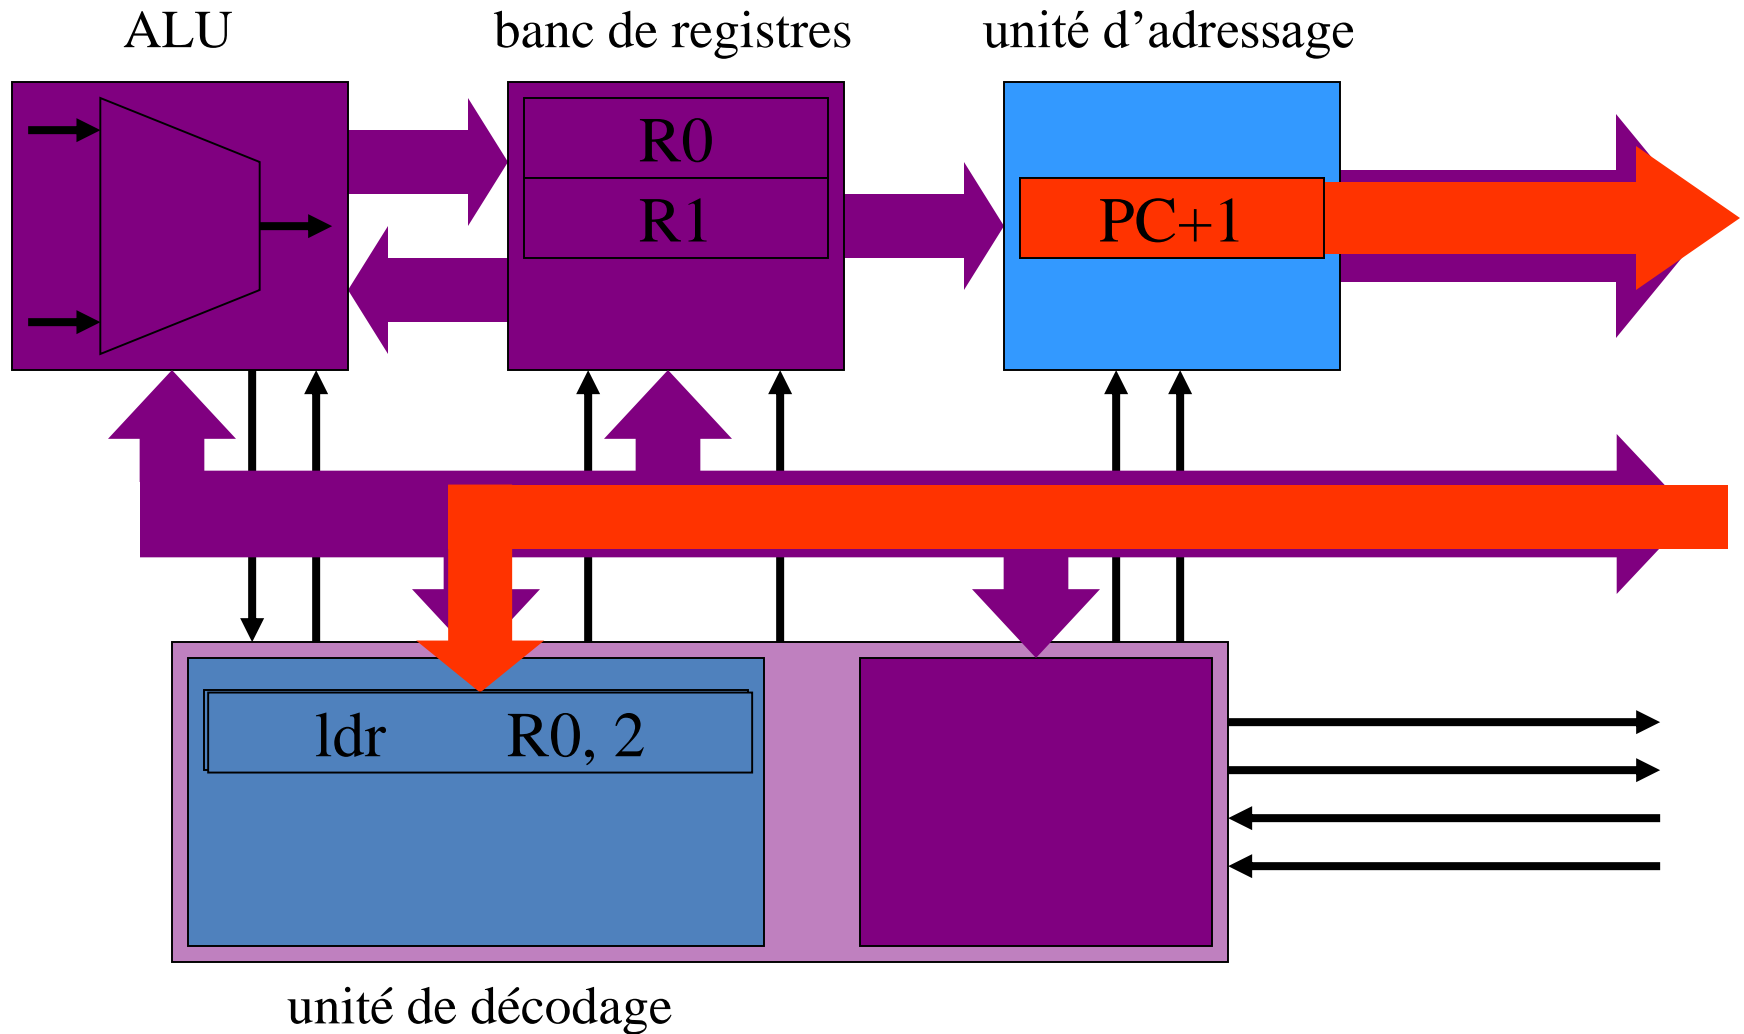 ALU
banc de registres
unité d’adressage
R0
R1
PC+1
ldr R0, 2
unité de décodage